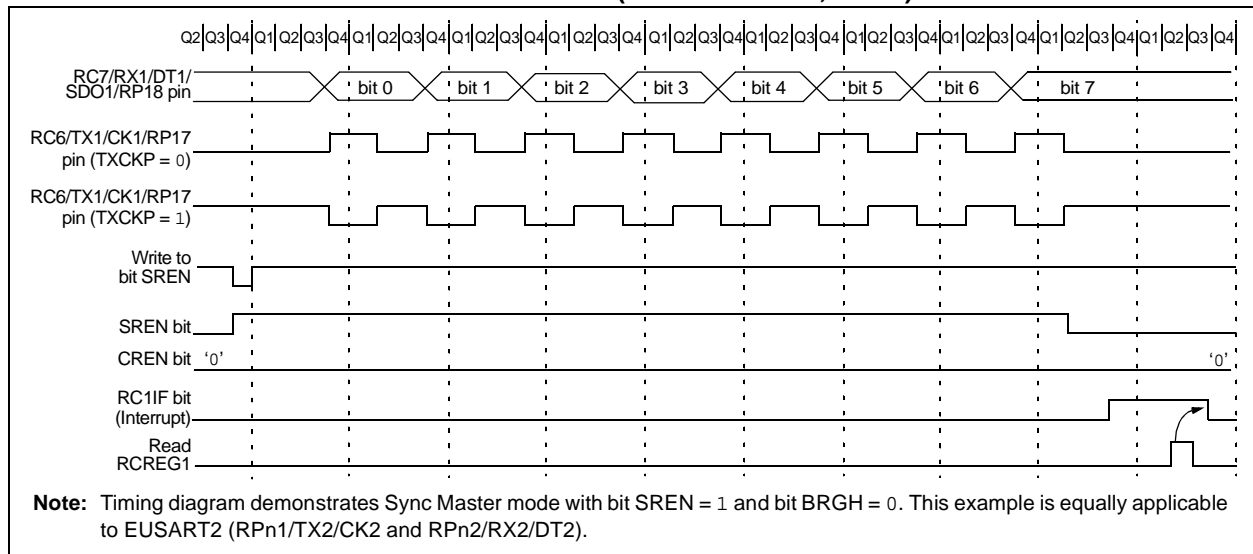 Q2 Q3 Q4 Q1 Q2 Q3 Q4 Q1 Q2 Q3 Q4 Q1 Q2 Q3 Q4 Q1 Q2 Q3 Q4 Q1 Q2 Q3 Q4 Q1 Q2 Q3 Q4 Q1 Q2 Q3 Q4 Q1 Q2 Q3 Q4 Q1 Q2 Q3 Q4 Q1 Q2 Q3 Q4
RC7/RX1/DT1/
SDO1/RP18 pin
bit 0 bit 1 bit 2 bit 3 bit 4 bit 5 bit 6 bit 7
RC6/TX1/CK1/RP17
pin (TXCKP = 0)
RC6/TX1/CK1/RP17
pin (TXCKP = 1)
Write to
bit SREN
SREN bit
CREN bit ‘0’ ‘0’
RC1IF bit
(Interrupt)
Read
RCREG1
Note: Timing diagram demonstrates Sync Master mode with bit SREN = 1 and bit BRGH = 0. This example is equally applicable
to EUSART2 (RPn1/TX2/CK2 and RPn2/RX2/DT2).